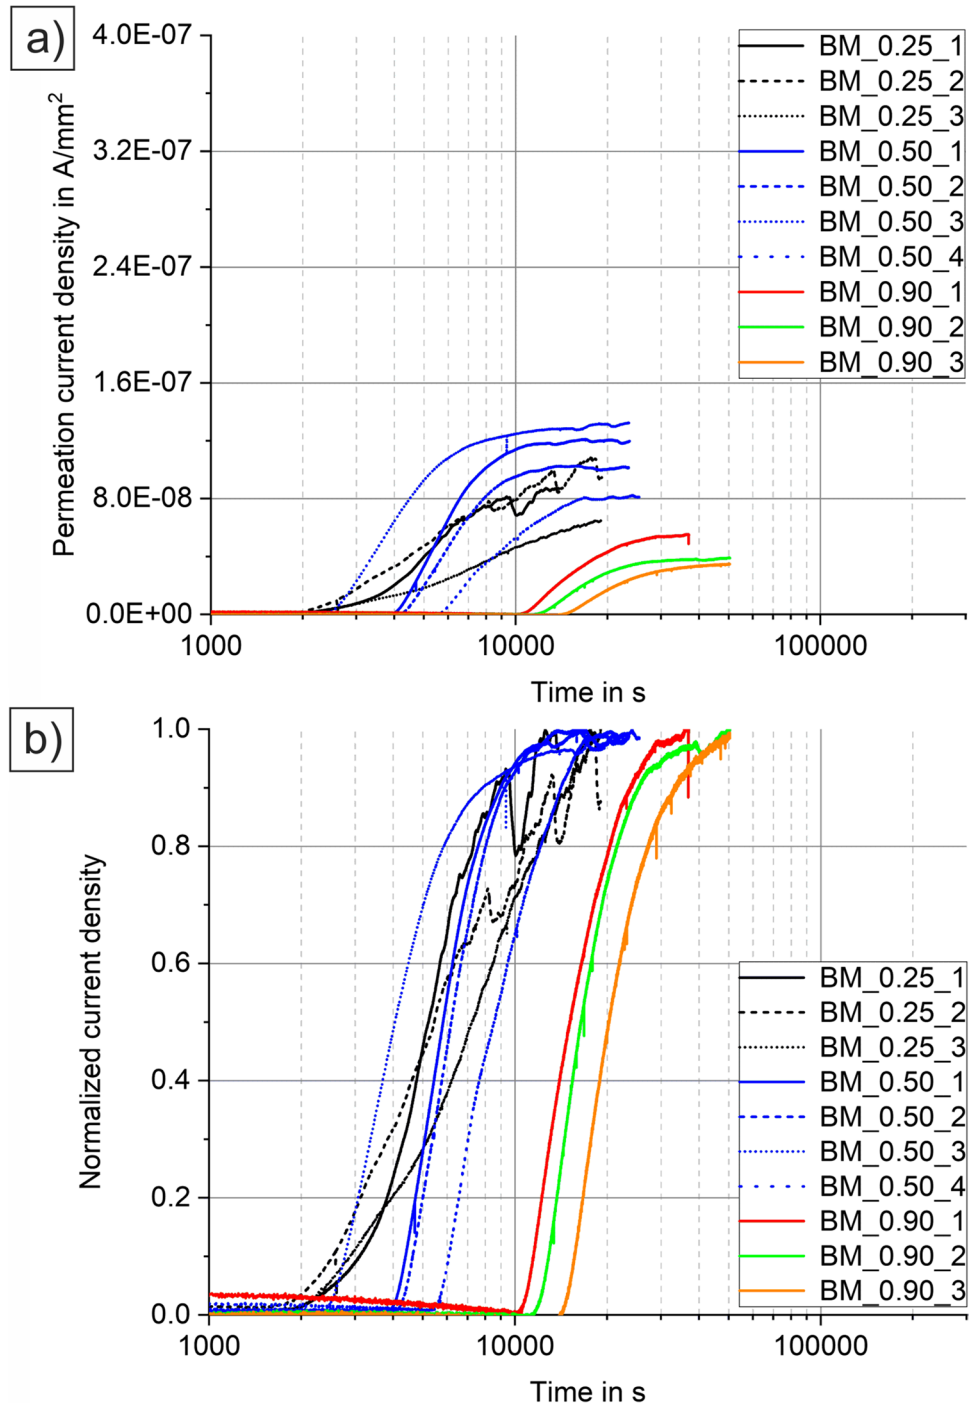 a)
4.0E-07
3.2E-07
2.4E-07
1.6E-07
8.0E-08
0.0E+00
Permeation current density in A/mm²
BM_0.25_1
BM_0.25_2
BM_0.25_3
BM_0.50_1
BM_0.50_2
BM_0.50_3
BM_0.50_4
BM_0.90_1
BM_0.90_2
BM_0.90_3
1000
10000
100000
Time in s
b)
1.0
0.8
0.6
0.4
0.2
0.0
Normalized current density
BM_0.25_1
BM_0.25_2
BM_0.25_3
BM_0.50_1
BM_0.50_2
BM_0.50_3
BM_0.50_4
BM_0.90_1
BM_0.90_2
BM_0.90_3
1000
10000
100000
Time in s